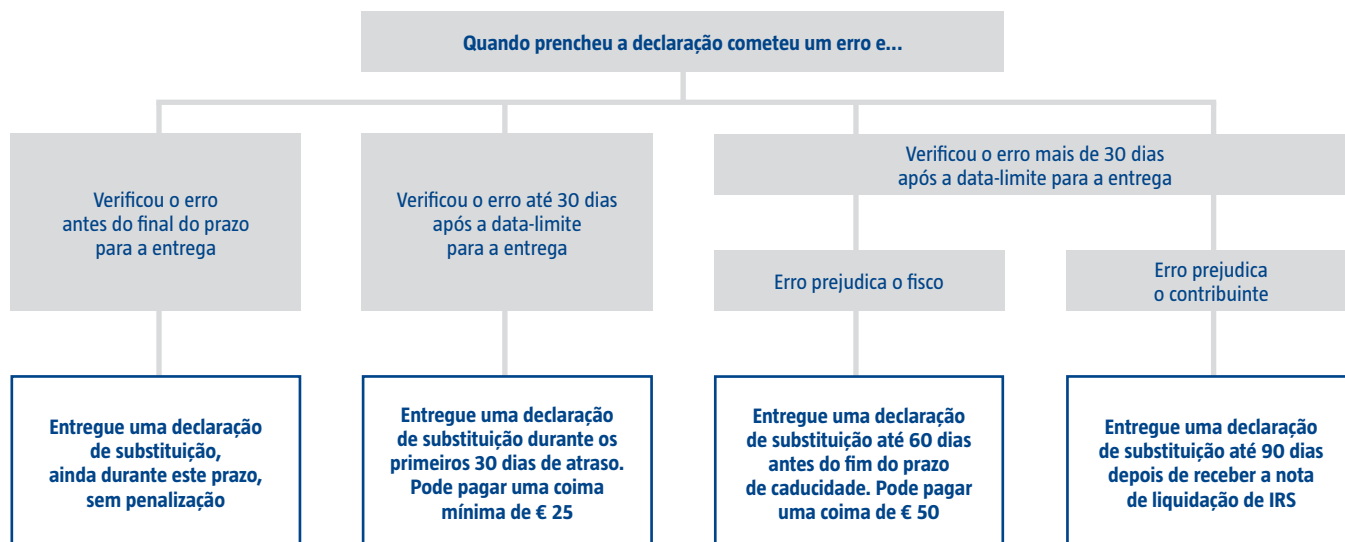 Quando prencheu a declaração cometeu um erro e...
Verificou o erro
antes do final do prazo
para a entrega
Verificou o erro até 30 dias
após a data-limite
para a entrega
Verificou o erro mais de 30 dias
após a data-limite para a entrega
Erro prejudica o fisco
Erro prejudica
o contribuinte
Entregue uma declaração
de substituição,
ainda durante este prazo,
sem penalização
Entregue uma declaração
de substituição durante os
primeiros 30 dias de atraso.
Pode pagar uma coima
mínima de € 25
Entregue uma declaração
de substituição até 60 dias
antes do fim do prazo
de caducidade. Pode pagar
uma coima de € 50
Entregue uma declaração
de substituição até 90 dias
depois de receber a nota
de liquidação de IRS